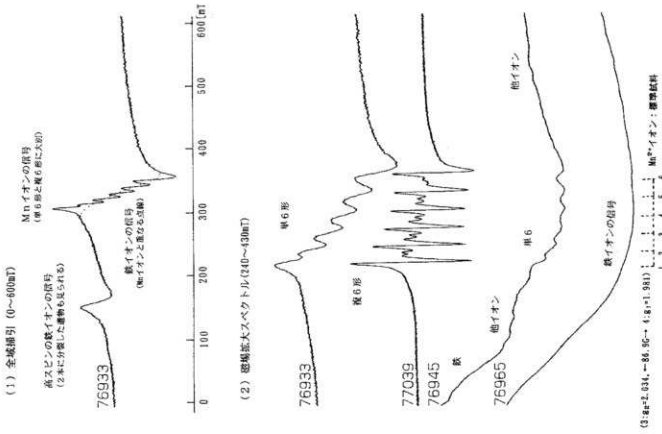 (1) 全域掃引 (0~600mT)
Mnイオンの信号
(単6形と複6形に大別)
高スピンの鉄イオンの信号
(2本に分裂した遺物も見られる)
鉄イオンの信号
(Mnイオンと重なる点線)
76933
0 100 200 300 400 500 600[mT
(2) 磁場拡大スペクトル(240~430mT)
76933
単6形
複6形
77039
76945
鉄
他イオン
単6
他イオン
76965
鉄イオンの信号
Mn²⁺イオン:標準試料
(3:g₃=2.034, ←86.9G→ 4:g₄=1.981)